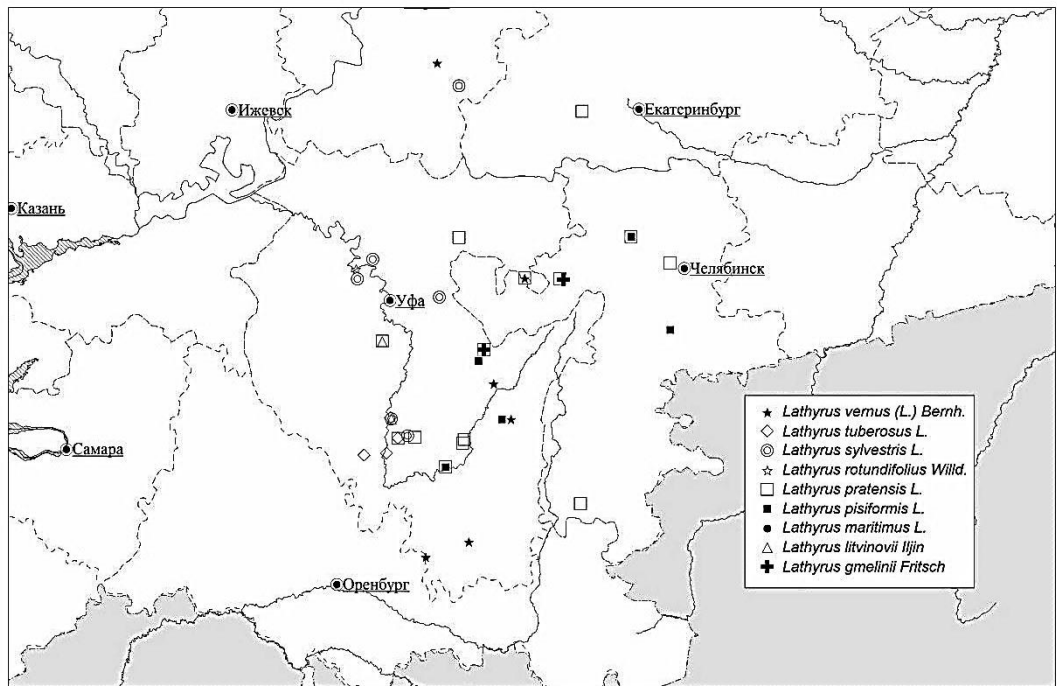 Ижевск
Екатеринбург
Казань
Челябинск
Уфа
Самара
Оренбург
Lathyrus vernus (L.) Bernh.
Lathyrus tuberosus L.
Lathyrus sylvestris L.
Lathyrus rotundifolius Willd.
Lathyrus pratensis L.
Lathyrus pisiformis L.
Lathyrus maritimus L.
Lathyrus litvinovii Iljin
Lathyrus gmelinii Fritsch